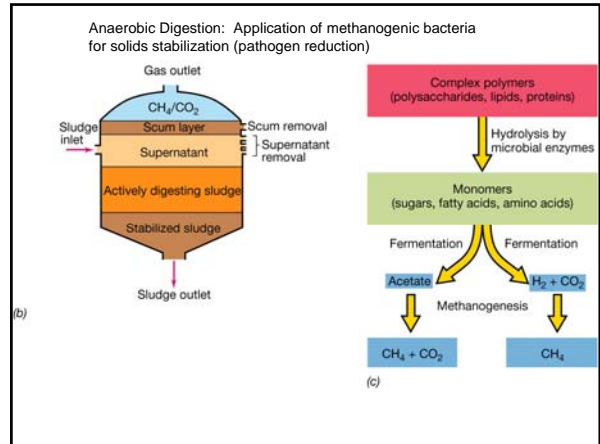 Anaerobic Digestion: Application of methanogenic bacteria
for solids stabilization (pathogen reduction)
Gas outlet
CH₄/CO₂
Sludge
inlet
Scum layer
Scum removal
Supernatant
Supernatant
removal
Actively digesting sludge
Stabilized sludge
Sludge outlet
(b)
Complex polymers
(polysaccharides, lipids, proteins)
Hydrolysis by
microbial enzymes
Monomers
(sugars, fatty acids, amino acids)
Fermentation
Fermentation
Acetate
H₂ + CO₂
Methanogenesis
CH₄ + CO₂
CH₄
(c)